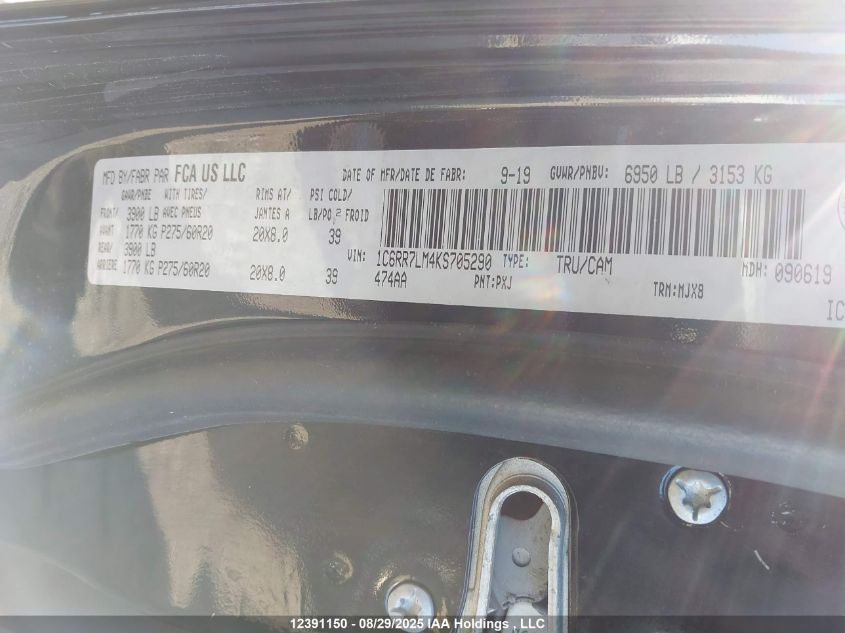 MFD BY/FABR PAR FCA US LLC DATE OF MFR/DATE DE FABR: 9-19 GVWR/PNBV: 6950 LB / 3153 KG
GAWR/PNBE WITH TIRES/ RIMS AT/ PSI COLD/
FRONT/ 3900 LB AVEC PNEUS JANTES A LB/PO.2 FROID
AVANT 1770 KG P275/60R20 20X8.0 39
REAR/ 3900 LB VIN: 1C6RR7LM4KS705290 TYPE: TRU/CAM MDH: 090619
ARRIERE 1770 KG P275/60R20 20X8.0 39 474AA PNT:PXJ TRM:MJX8
IC
12391150 - 08/29/2025 IAA Holdings , LLC